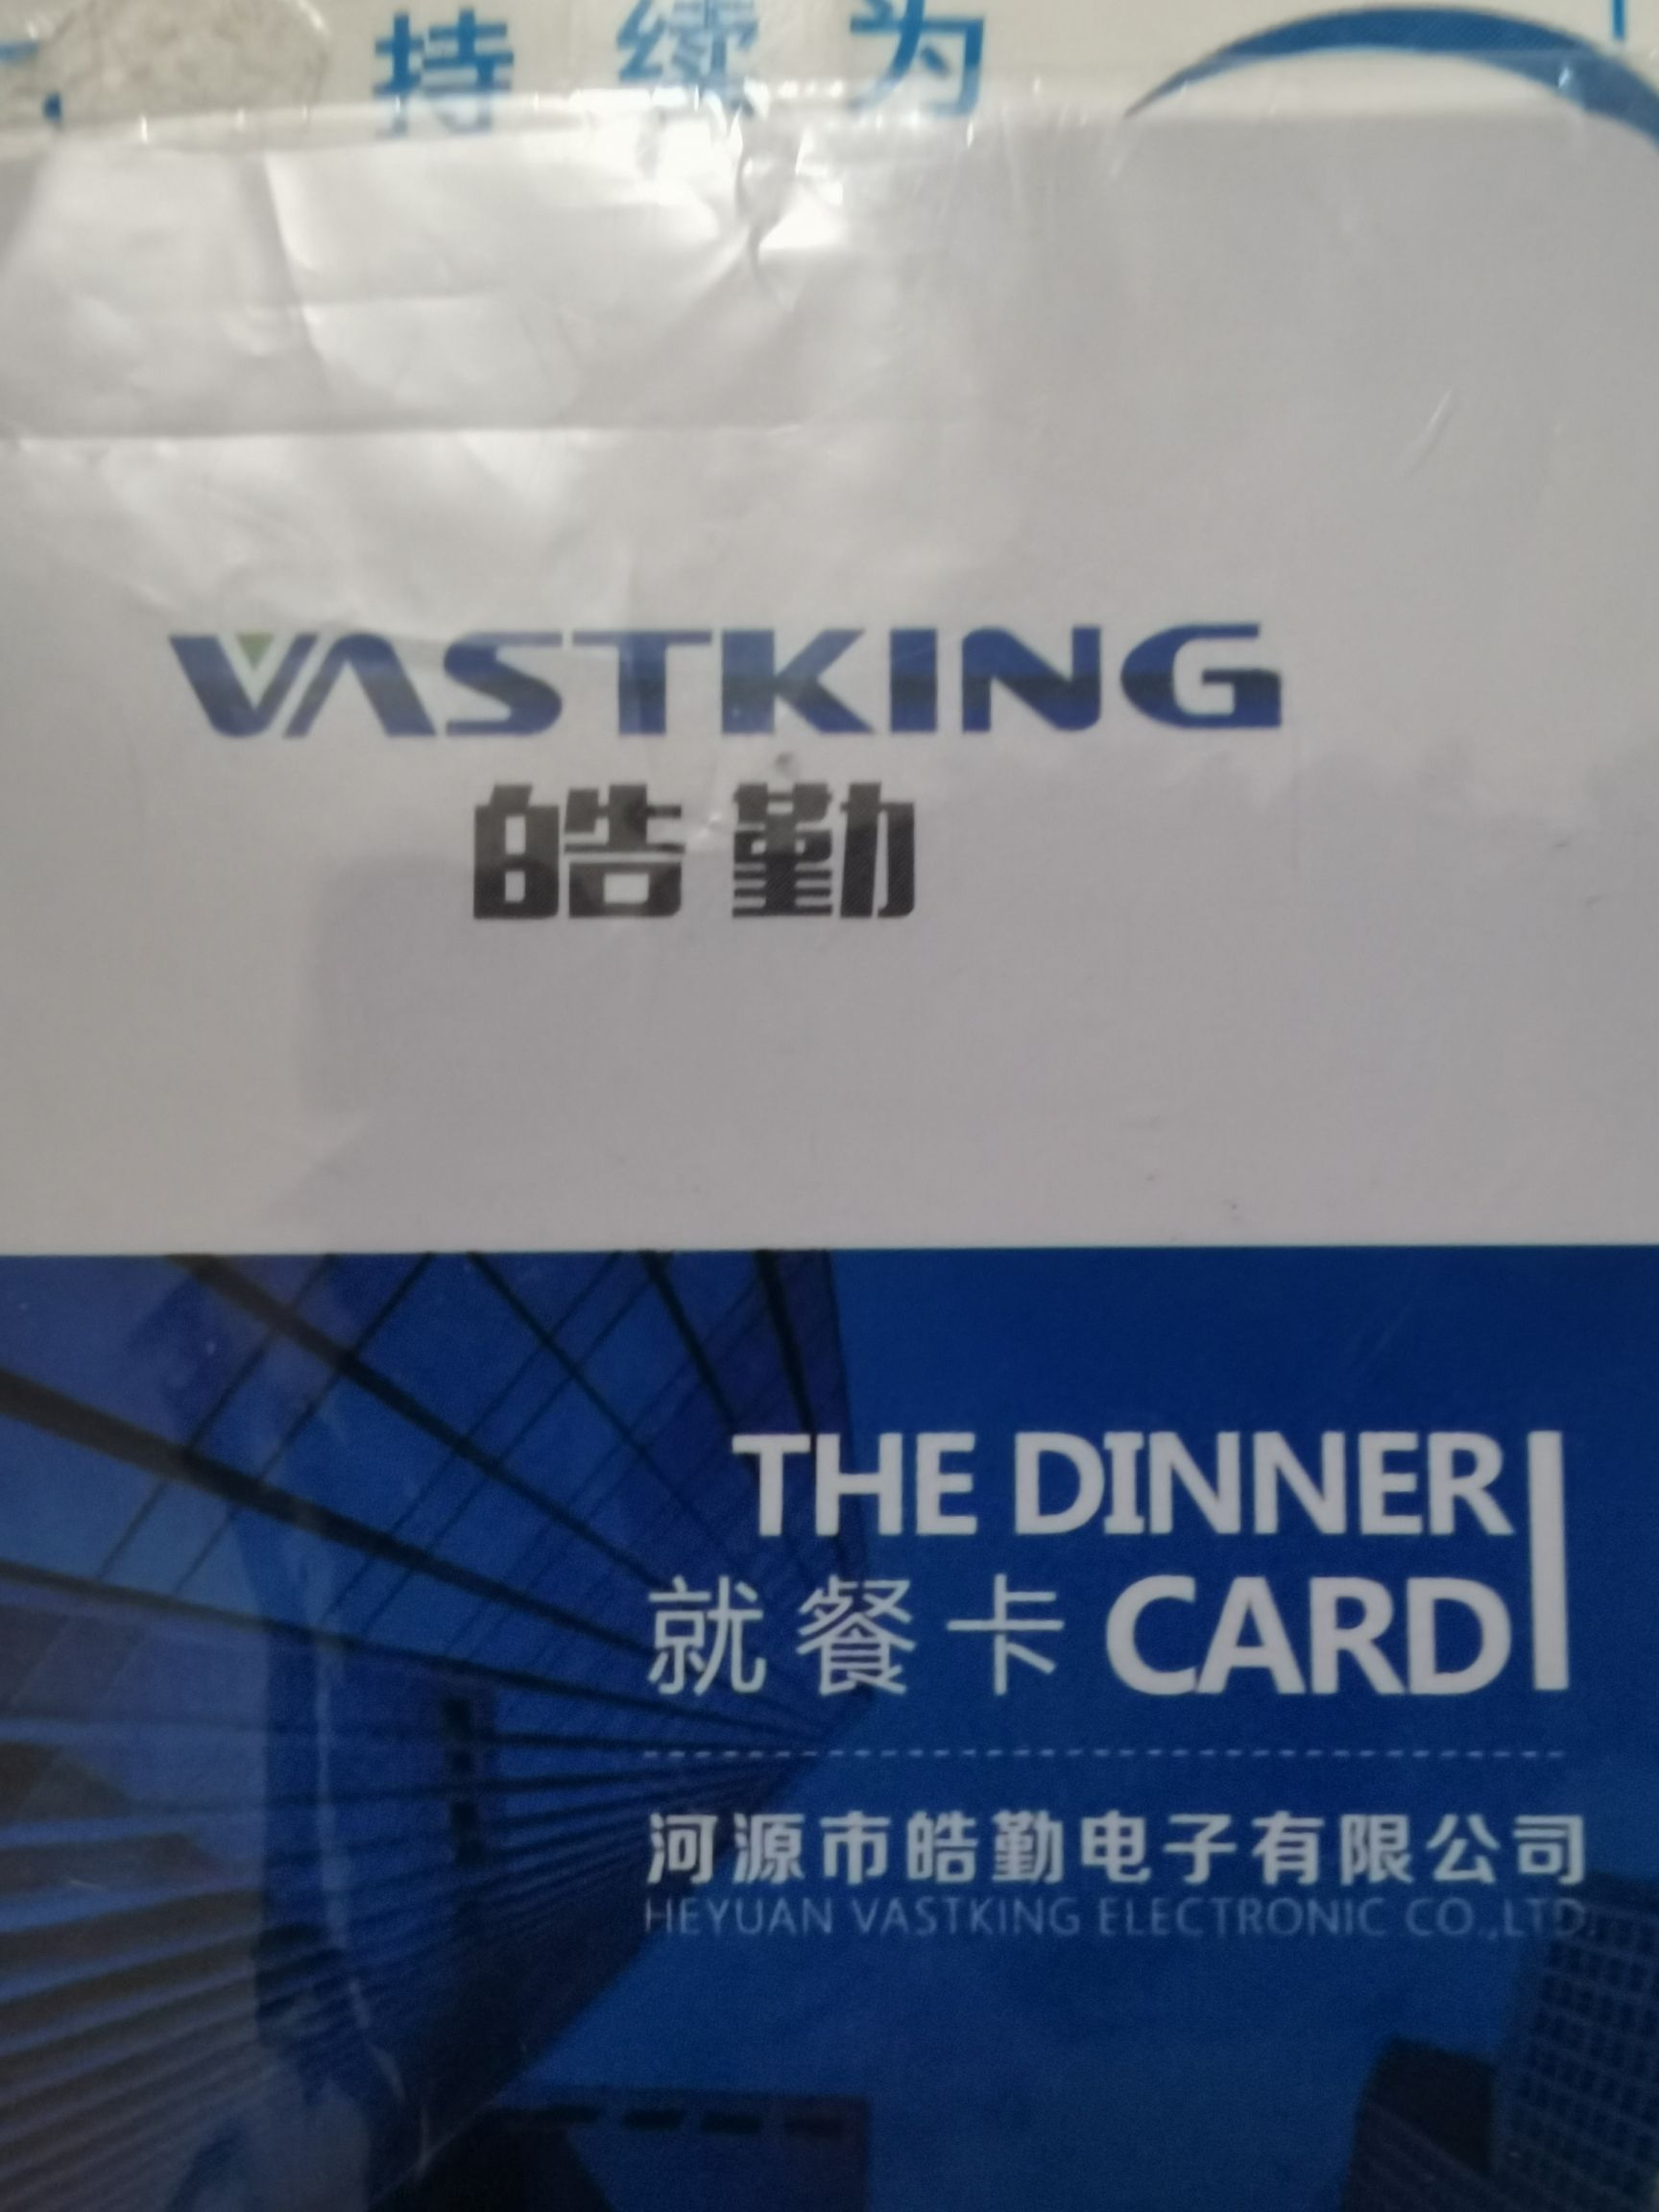 持续为
VASTKING
皓勤
THE DINNER
就餐卡 CARD
河源市皓勤电子有限公司
HEYUAN VASTKING ELECTRONIC CO.,LTD.